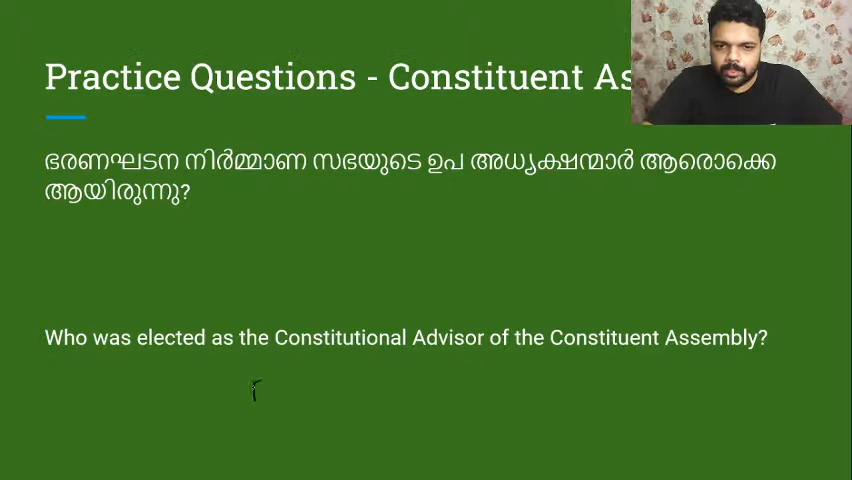 Practice Questions - Constituent As
ഭരണഘടന നിർമ്മാണ സഭയുടെ ഉപ അധ്യക്ഷന്മാർ ആരൊക്കെ
ആയിരുന്നു?
Who was elected as the Constitutional Advisor of the Constituent Assembly?